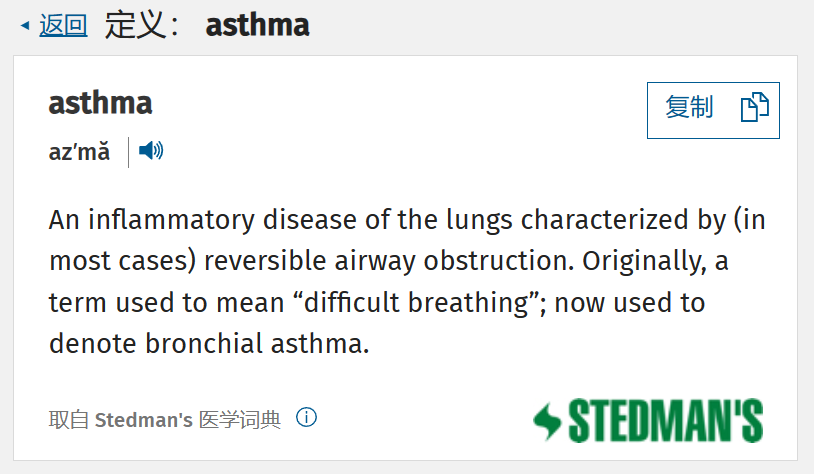 ◂ 返回 定义： asthma
asthma
复制
az′mă
An inflammatory disease of the lungs characterized by (in
most cases) reversible airway obstruction. Originally, a
term used to mean “difficult breathing”; now used to
denote bronchial asthma.
取自 Stedman's 医学词典
STEDMAN'S